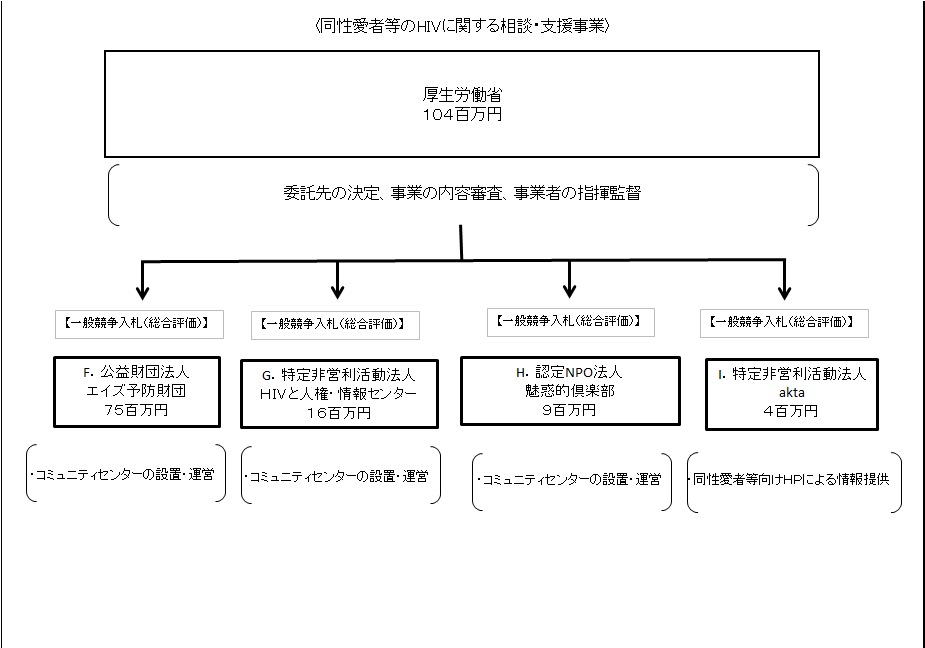 〈同性愛者等のHIVに関する相談・支援事業〉
厚生労働省
104百万円
委託先の決定、事業の内容審査、事業者の指揮監督
【一般競争入札(総合評価)】
【一般競争入札(総合評価)】
【一般競争入札(総合評価)】
【一般競争入札(総合評価)】
F．公益財団法人
エイズ予防財団
75百万円
G．特定非営利活動法人
HIVと人権・情報センター
16百万円
H．認定NPO法人
魅惑的倶楽部
9百万円
I．特定非営利活動法人
akta
4百万円
・コミュニティセンターの設置・運営
・コミュニティセンターの設置・運営
・コミュニティセンターの設置・運営
・同性愛者等向けHPによる情報提供